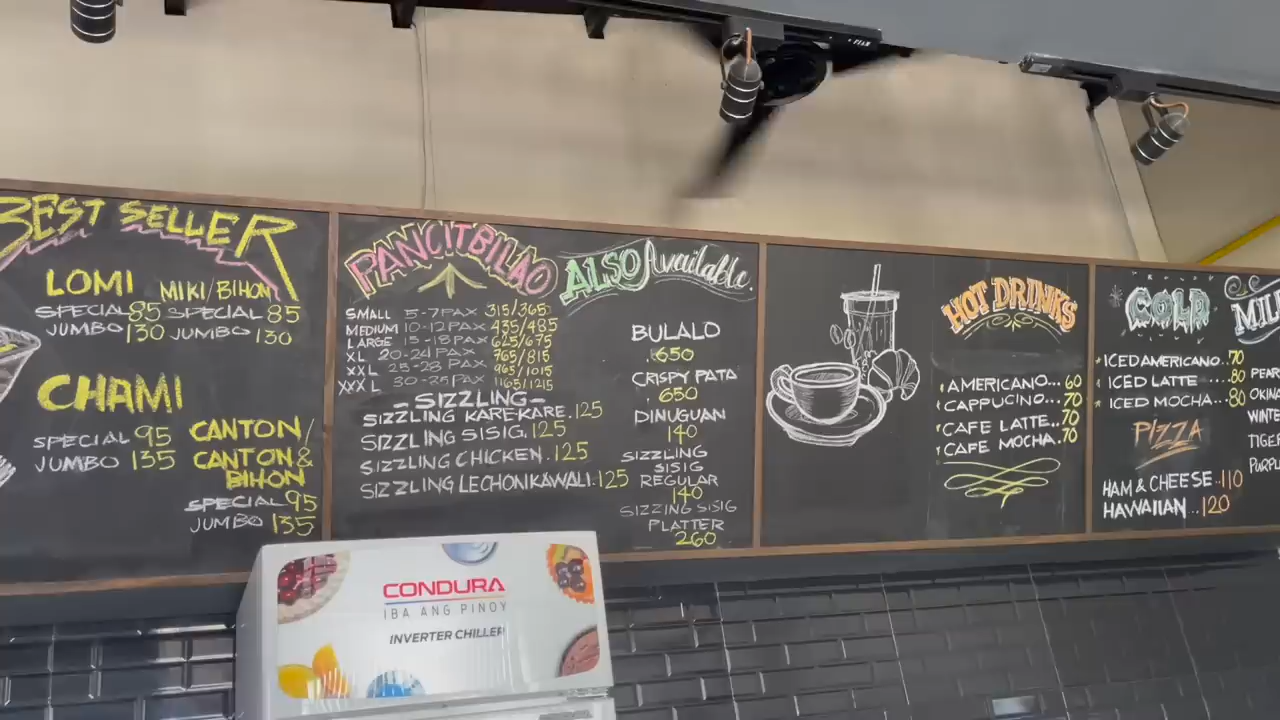 BEST SELLER
LOMI
SPECIAL 85
JUMBO 130
MIKI/BIHON
SPECIAL 85
JUMBO 130
CHAMI
SPECIAL 95
JUMBO 135
CANTON/
CANTON &
BIHON
SPECIAL 95
JUMBO 135
PANCIT BILAO
SMALL 5-7 PAX 315/365
MEDIUM 10-12 PAX 435/485
LARGE 15-18 PAX 625/675
XL 20-24 PAX 765/815
XXL 25-28 PAX 965/1015
XXXL 30-35 PAX 1165/1215
-SIZZLING-
SIZZLING KARE-KARE.125
SIZZLING SISIG.125
SIZZLING CHICKEN.125
SIZZLING LECHON KAWALI.125
ALSO Available.
BULALO
650
CRISPY PATA
650
DINUGUAN
140
SIZZLING
SISIG
REGULAR
140
SIZZING SISIG
PLATTER
260
HOT DRINKS
AMERICANO...60
CAPPUCINO..70
CAFE LATTE..70
CAFE MOCHA.70
COLD
ICED AMERICANO.70
ICED LATTE ....80
ICED MOCHA..80
PIZZA
HAM & CHEESE..110
HAWAIIAN...120
CONDURA
IBA ANG PINOY
INVERTER CHILLER